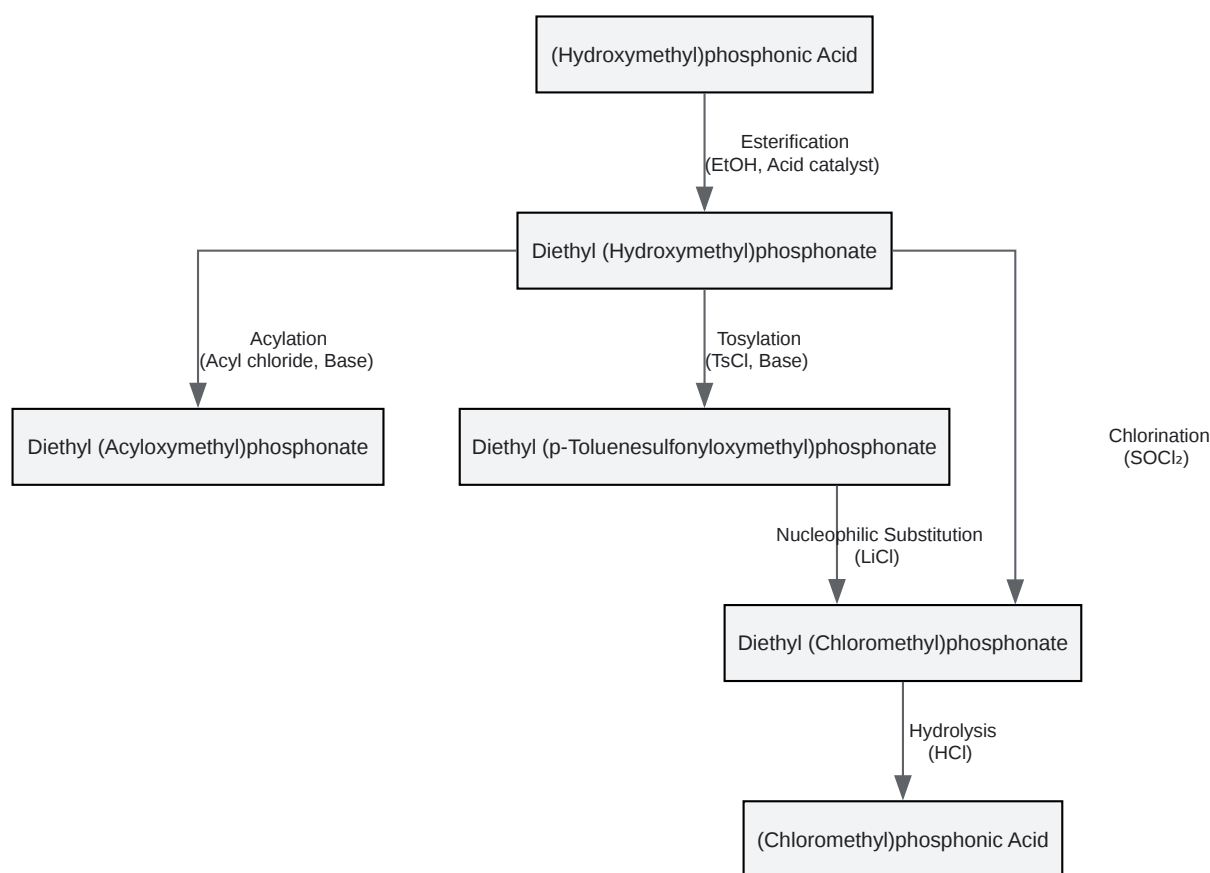 (Hydroxymethyl)phosphonic Acid
Esterification
(EtOH, Acid catalyst)
Diethyl (Hydroxymethyl)phosphonate
Acylation
(Acyl chloride, Base)
Tosylation
(TsCl, Base)
Diethyl (Acyloxymethyl)phosphonate
Diethyl (p-Toluenesulfonyloxymethyl)phosphonate
Chlorination
(SOCl₂)
Nucleophilic Substitution
(LiCl)
Diethyl (Chloromethyl)phosphonate
Hydrolysis
(HCl)
(Chloromethyl)phosphonic Acid